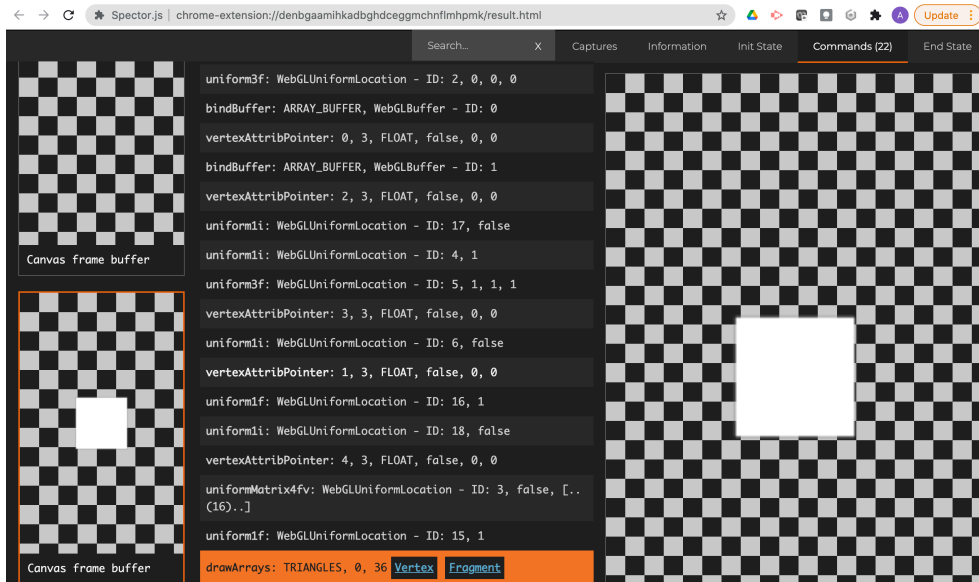 Spector.js | chrome-extension://denbgaamihkadbghdceggmchnflmhpmk/result.html
A
Update
Search...
X
Captures
Information
Init State
Commands (22)
End State
Canvas frame buffer
Canvas frame buffer
uniform3f: WebGLUniformLocation - ID: 2, 0, 0, 0
bindBuffer: ARRAY_BUFFER, WebGLBuffer - ID: 0
vertexAttribPointer: 0, 3, FLOAT, false, 0, 0
bindBuffer: ARRAY_BUFFER, WebGLBuffer - ID: 1
vertexAttribPointer: 2, 3, FLOAT, false, 0, 0
uniform1i: WebGLUniformLocation - ID: 17, false
uniform1i: WebGLUniformLocation - ID: 4, 1
uniform3f: WebGLUniformLocation - ID: 5, 1, 1, 1
vertexAttribPointer: 3, 3, FLOAT, false, 0, 0
uniform1i: WebGLUniformLocation - ID: 6, false
vertexAttribPointer: 1, 3, FLOAT, false, 0, 0
uniform1f: WebGLUniformLocation - ID: 16, 1
uniform1i: WebGLUniformLocation - ID: 18, false
vertexAttribPointer: 4, 3, FLOAT, false, 0, 0
uniformMatrix4fv: WebGLUniformLocation - ID: 3, false, [..
(16)..]
uniform1f: WebGLUniformLocation - ID: 15, 1
drawArrays: TRIANGLES, 0, 36 Vertex Fragment